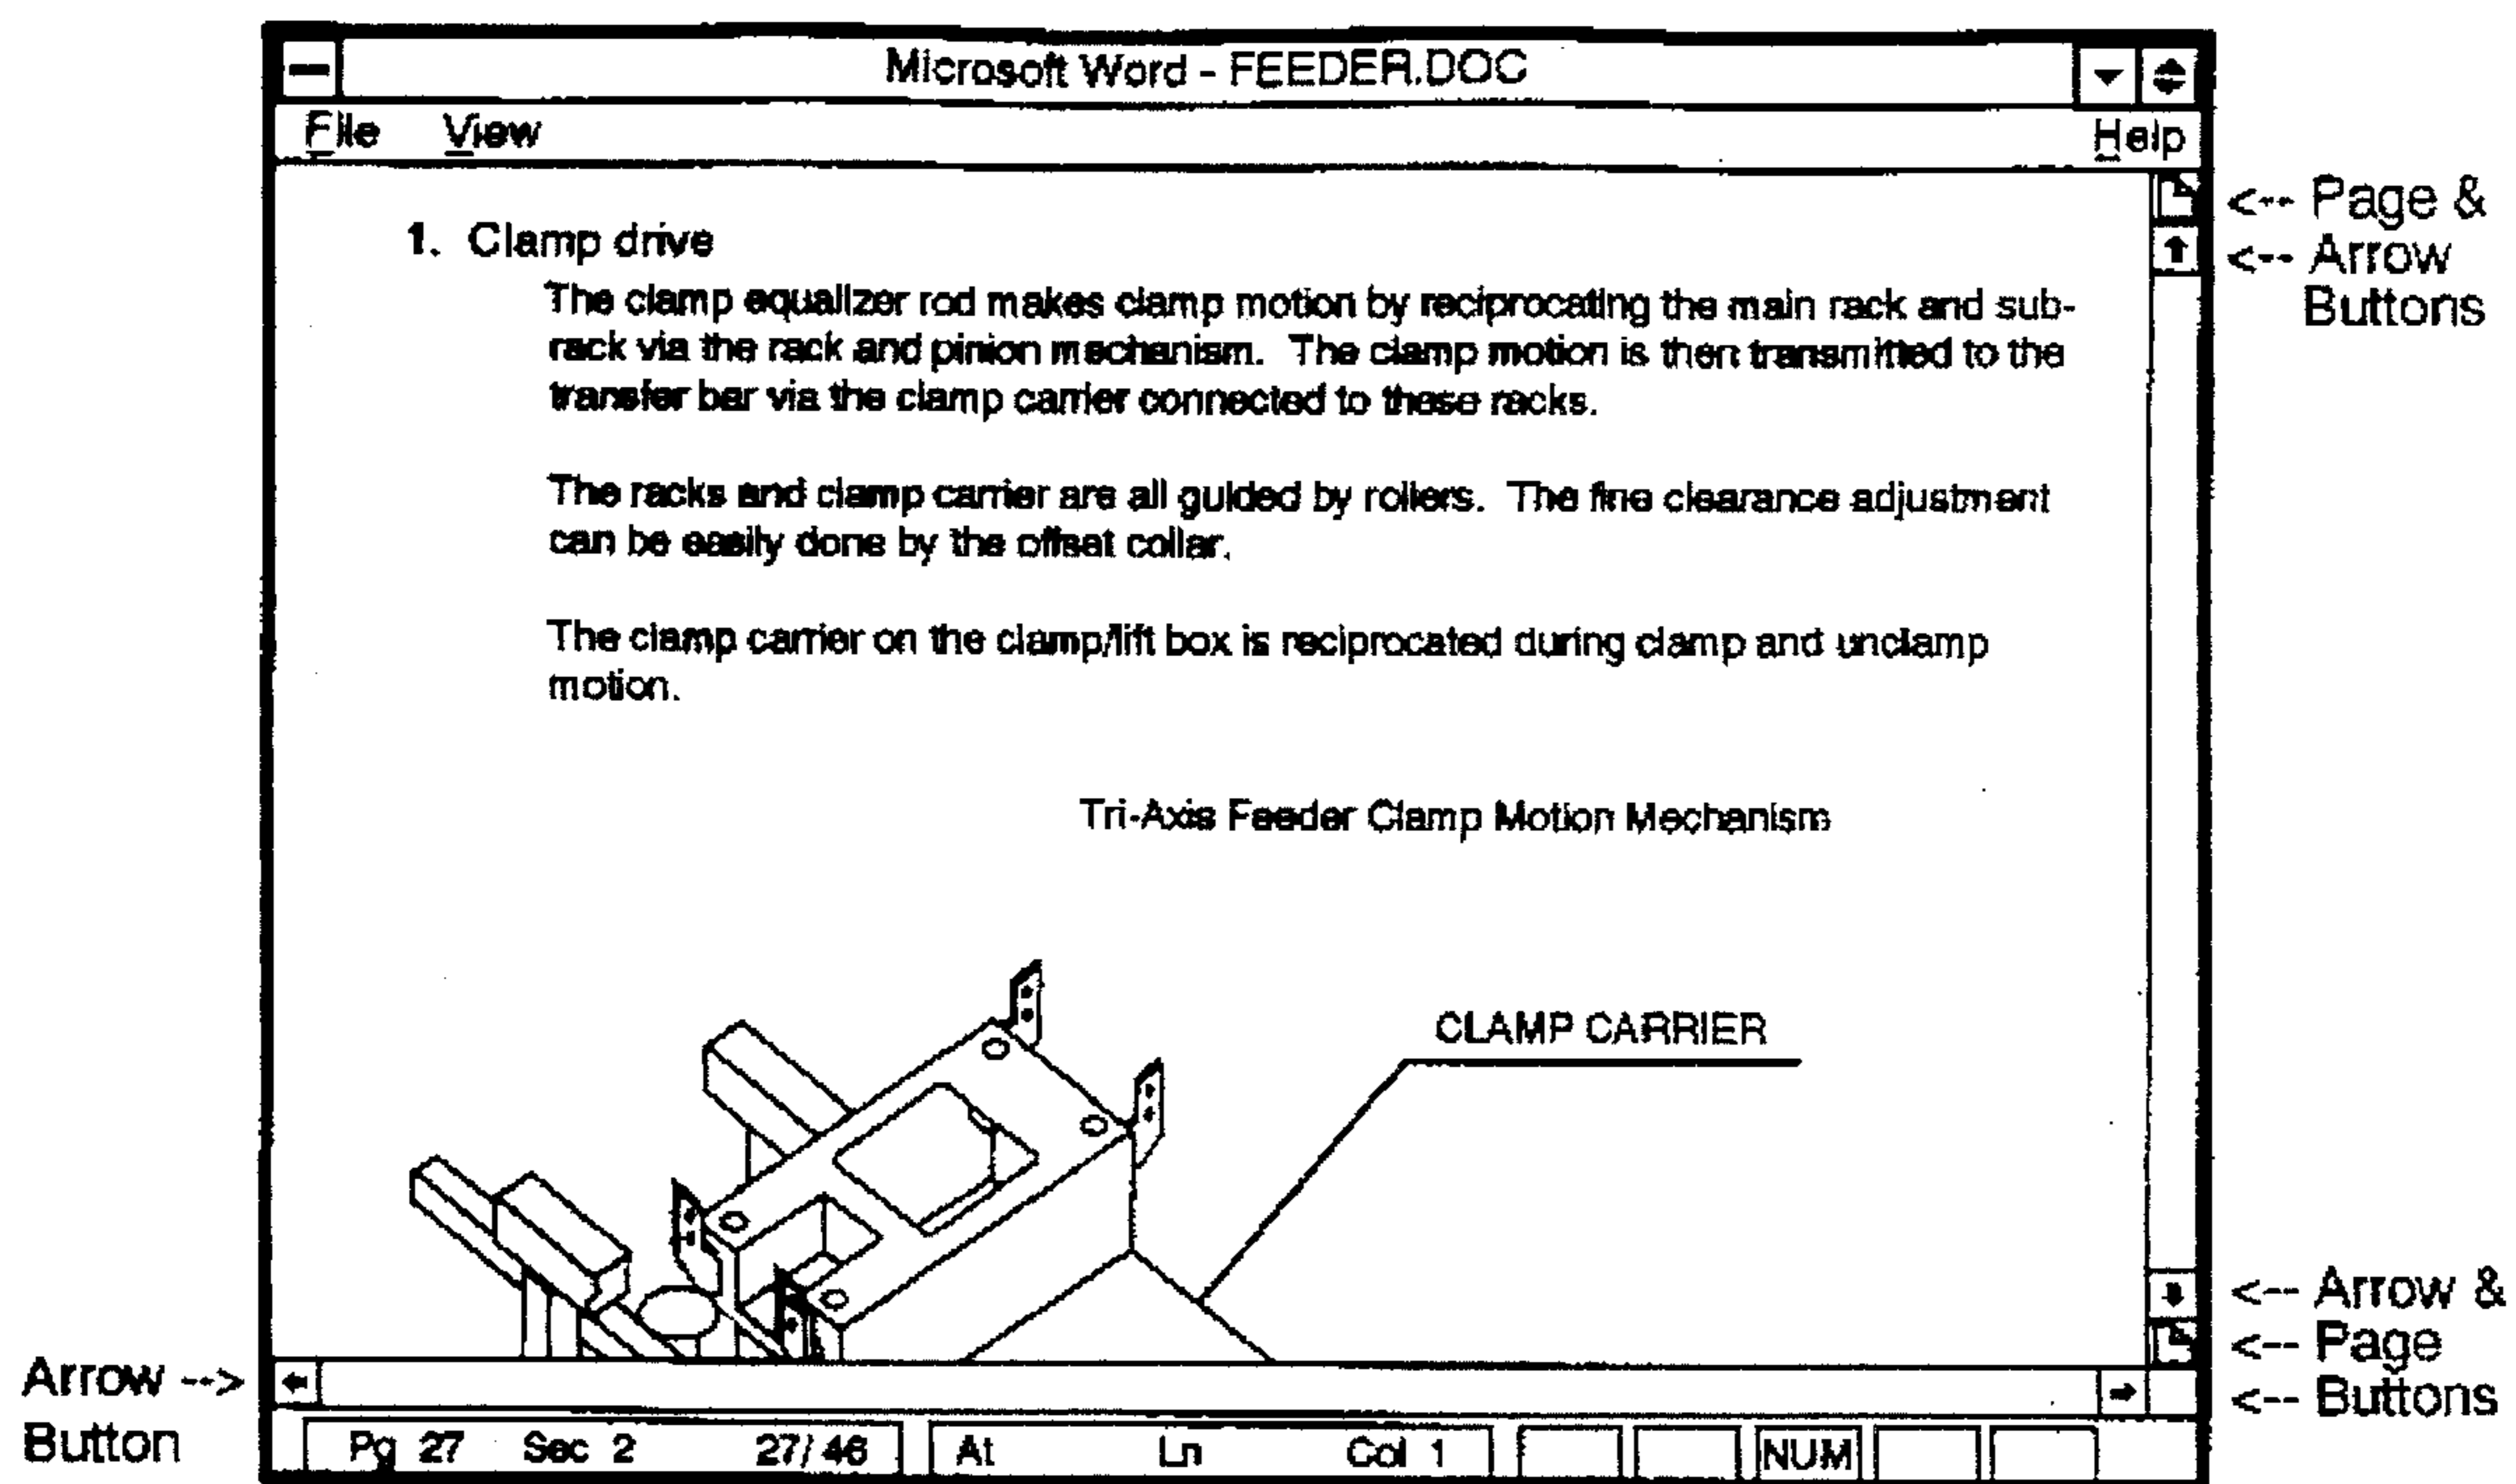 Microsoft Word - FEEDER.DOC
File View Help
<-- Page &
<-- Arrow
Buttons
1. Clamp drive
The clamp equalizer rod makes clamp motion by reciprocating the main rack and sub-
rack via the rack and pinion mechanism. The clamp motion is then transmitted to the
transfer bar via the clamp carrier connected to these racks.
The racks and clamp carrier are all guided by rollers. The fine clearance adjustment
can be easily done by the offset collar.
The clamp carrier on the clamp/lift box is reciprocated during clamp and unclamp
motion.
Tri-Axis Feeder Clamp Motion Mechanism
CLAMP CARRIER
<-- Arrow &
<-- Page
<-- Buttons
Arrow -->
Button
Pg 27 Sec 2 27/46 At Ln Col 1 NUM